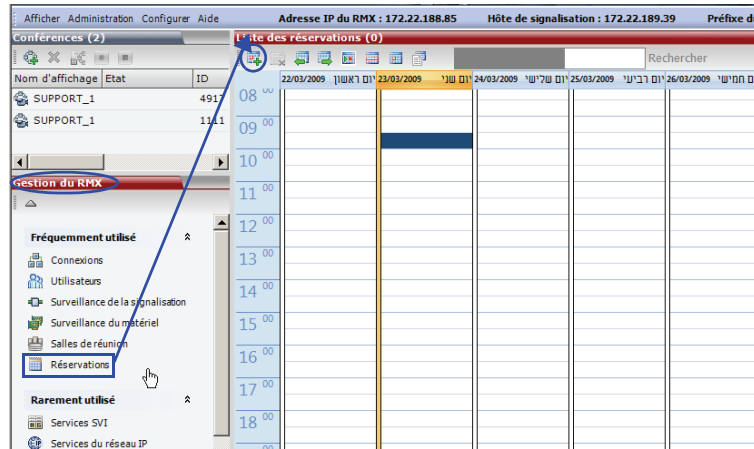 Afficher Administration Configurer Aide Adresse IP du RMX : 172.22.188.85 Hôte de signalisation : 172.22.189.39 Préfixe d
Conférences (2)
Nom d'affichage Etat ID
SUPPORT_1 4917
SUPPORT_1 1111
Gestion du RMX
Fréquemment utilisé
Connexions
Utilisateurs
Surveillance de la signalisation
Surveillance du matériel
Salles de réunion
Réservations
Rarement utilisé
Services SVI
Services du réseau IP
Liste des réservations (0)
Rechercher
22/03/2009 יום ראשון 23/03/2009 יום שני 24/03/2009 יום שלישי 25/03/2009 יום רביעי 26/03/2009 יום חמישי
08 00
09 00
10 00
11 00
12 00
13 00
14 00
15 00
16 00
17 00
18 00
00